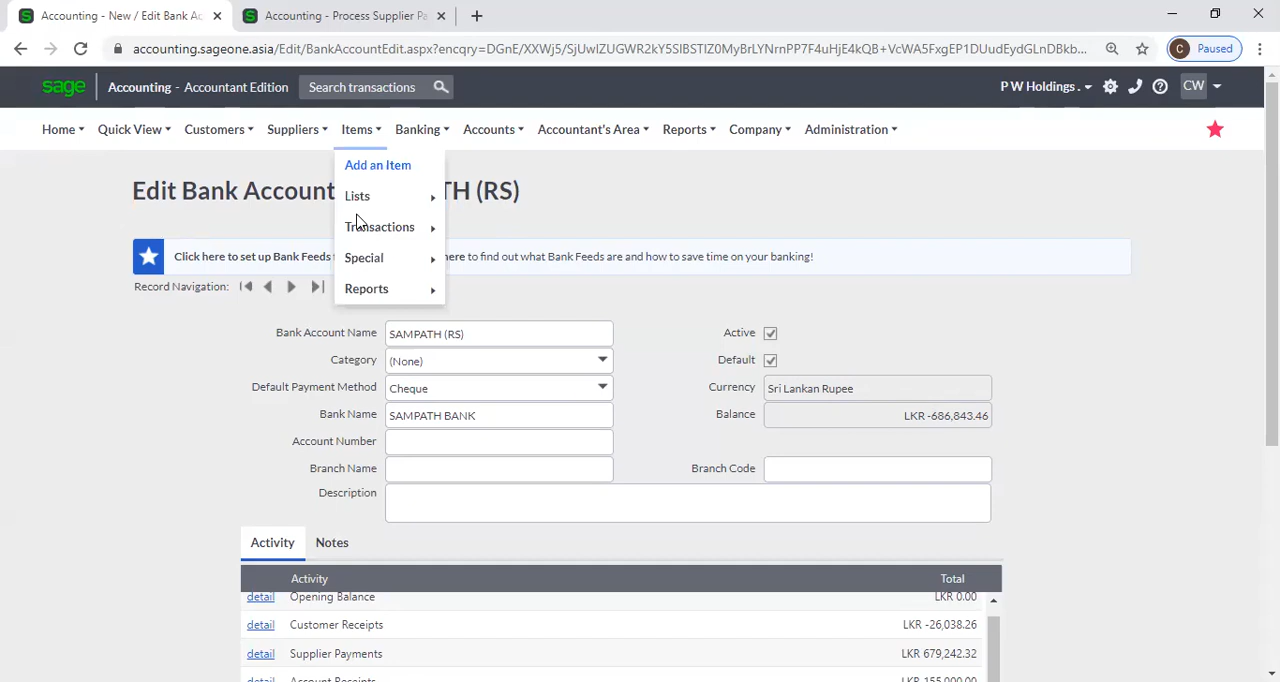 Accounting - New / Edit Bank Ac
Accounting - Process Supplier Pa
accounting.sageone.asia/Edit/BankAccountEdit.aspx?encqry=DGnE/XXWj5/SjUwIZUGWR2kY5SlBSTIZ0MyBrLYNrnPP7F4uHjE4kQB+VcWA5FxgEP1DUudEydGLnDBkb...
C Paused
sage Accounting - Accountant Edition Search transactions P W Holdings . CW
Home Quick View Customers Suppliers Items Banking Accounts Accountant's Area Reports Company Administration
Add an Item
Lists
Transactions
Special
Reports
Edit Bank Account TH (RS)
Click here to set up Bank Feeds f here to find out what Bank Feeds are and how to save time on your banking!
Record Navigation:
Bank Account Name SAMPATH (RS) Active
Category (None) Default
Default Payment Method Cheque Currency Sri Lankan Rupee
Bank Name SAMPATH BANK Balance LKR -686,843.46
Account Number
Branch Name Branch Code
Description
Activity Notes
Activity Total
detail Opening Balance LKR 0.00
detail Customer Receipts LKR -26,038.26
detail Supplier Payments LKR 679,242.32
detail Account Receipts LKR 155,000.00